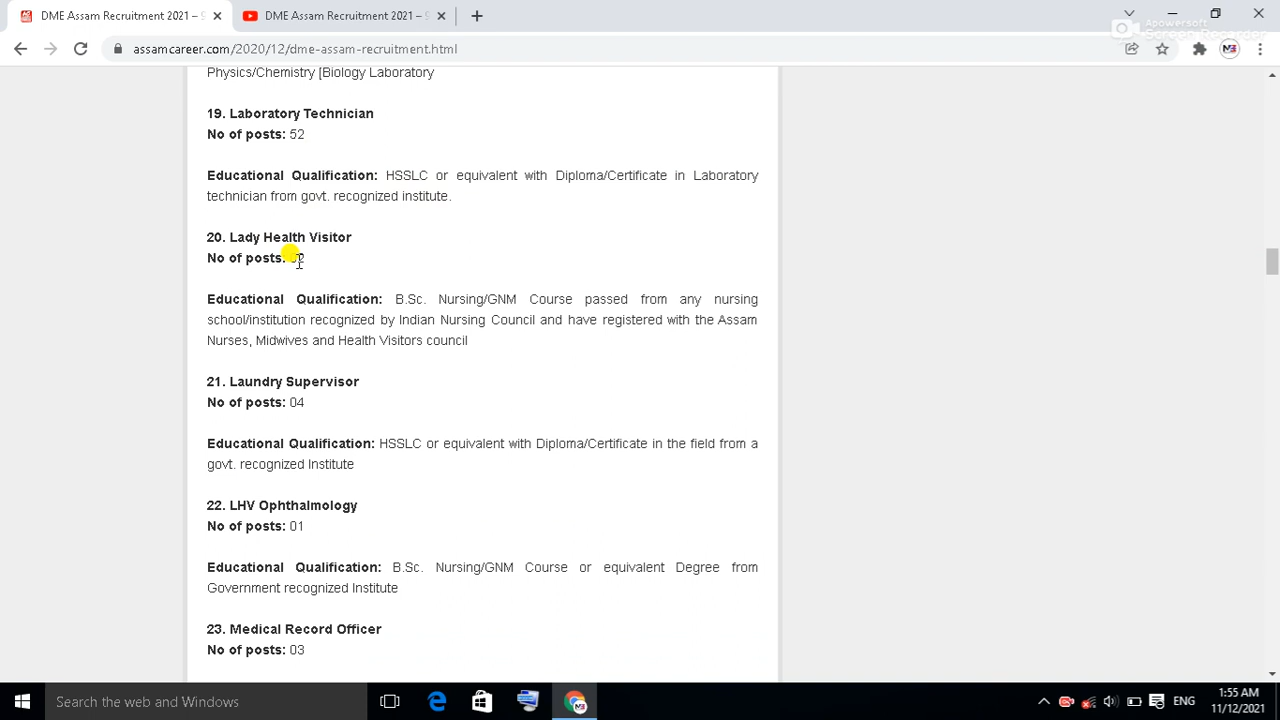 DME Assam Recruitment 2021 – 9
DME Assam Recruitment 2021 – 9
Apowersoft
Screen Recorder
assamcareer.com/2020/12/dme-assam-recruitment.html
Physics/Chemistry [Biology Laboratory
19. Laboratory Technician
No of posts: 52
Educational Qualification: HSSLC or equivalent with Diploma/Certificate in Laboratory
technician from govt. recognized institute.
20. Lady Health Visitor
No of posts:
Educational Qualification: B.Sc. Nursing/GNM Course passed from any nursing
school/institution recognized by Indian Nursing Council and have registered with the Assam
Nurses, Midwives and Health Visitors council
21. Laundry Supervisor
No of posts: 04
Educational Qualification: HSSLC or equivalent with Diploma/Certificate in the field from a
govt. recognized Institute
22. LHV Ophthalmology
No of posts: 01
Educational Qualification: B.Sc. Nursing/GNM Course or equivalent Degree from
Government recognized Institute
23. Medical Record Officer
No of posts: 03
Search the web and Windows
ENG
1:55 AM
11/12/2021